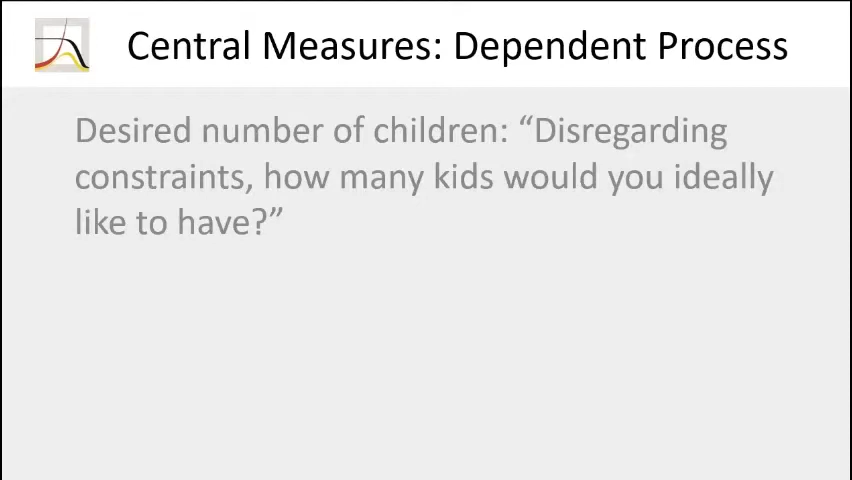 Central Measures: Dependent Process
Desired number of children: “Disregarding
constraints, how many kids would you ideally
like to have?”